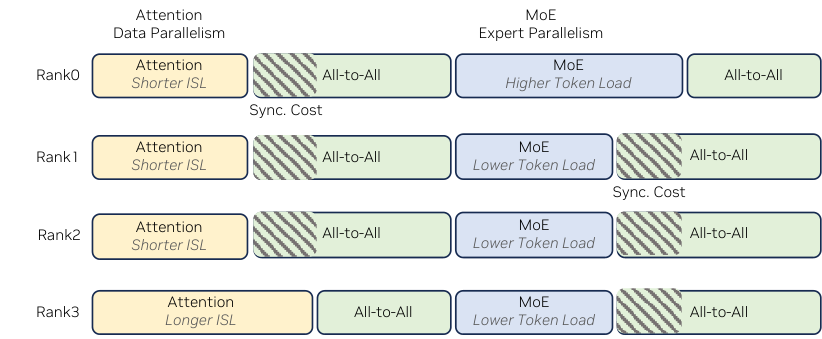 Attention
Data Parallelism
MoE
Expert Parallelism
Rank0
Attention
Shorter ISL
All-to-All
MoE
Higher Token Load
All-to-All
Sync. Cost
Rank1
Attention
Shorter ISL
All-to-All
MoE
Lower Token Load
All-to-All
Sync. Cost
Rank2
Attention
Shorter ISL
All-to-All
MoE
Lower Token Load
All-to-All
Rank3
Attention
Longer ISL
All-to-All
MoE
Lower Token Load
All-to-All